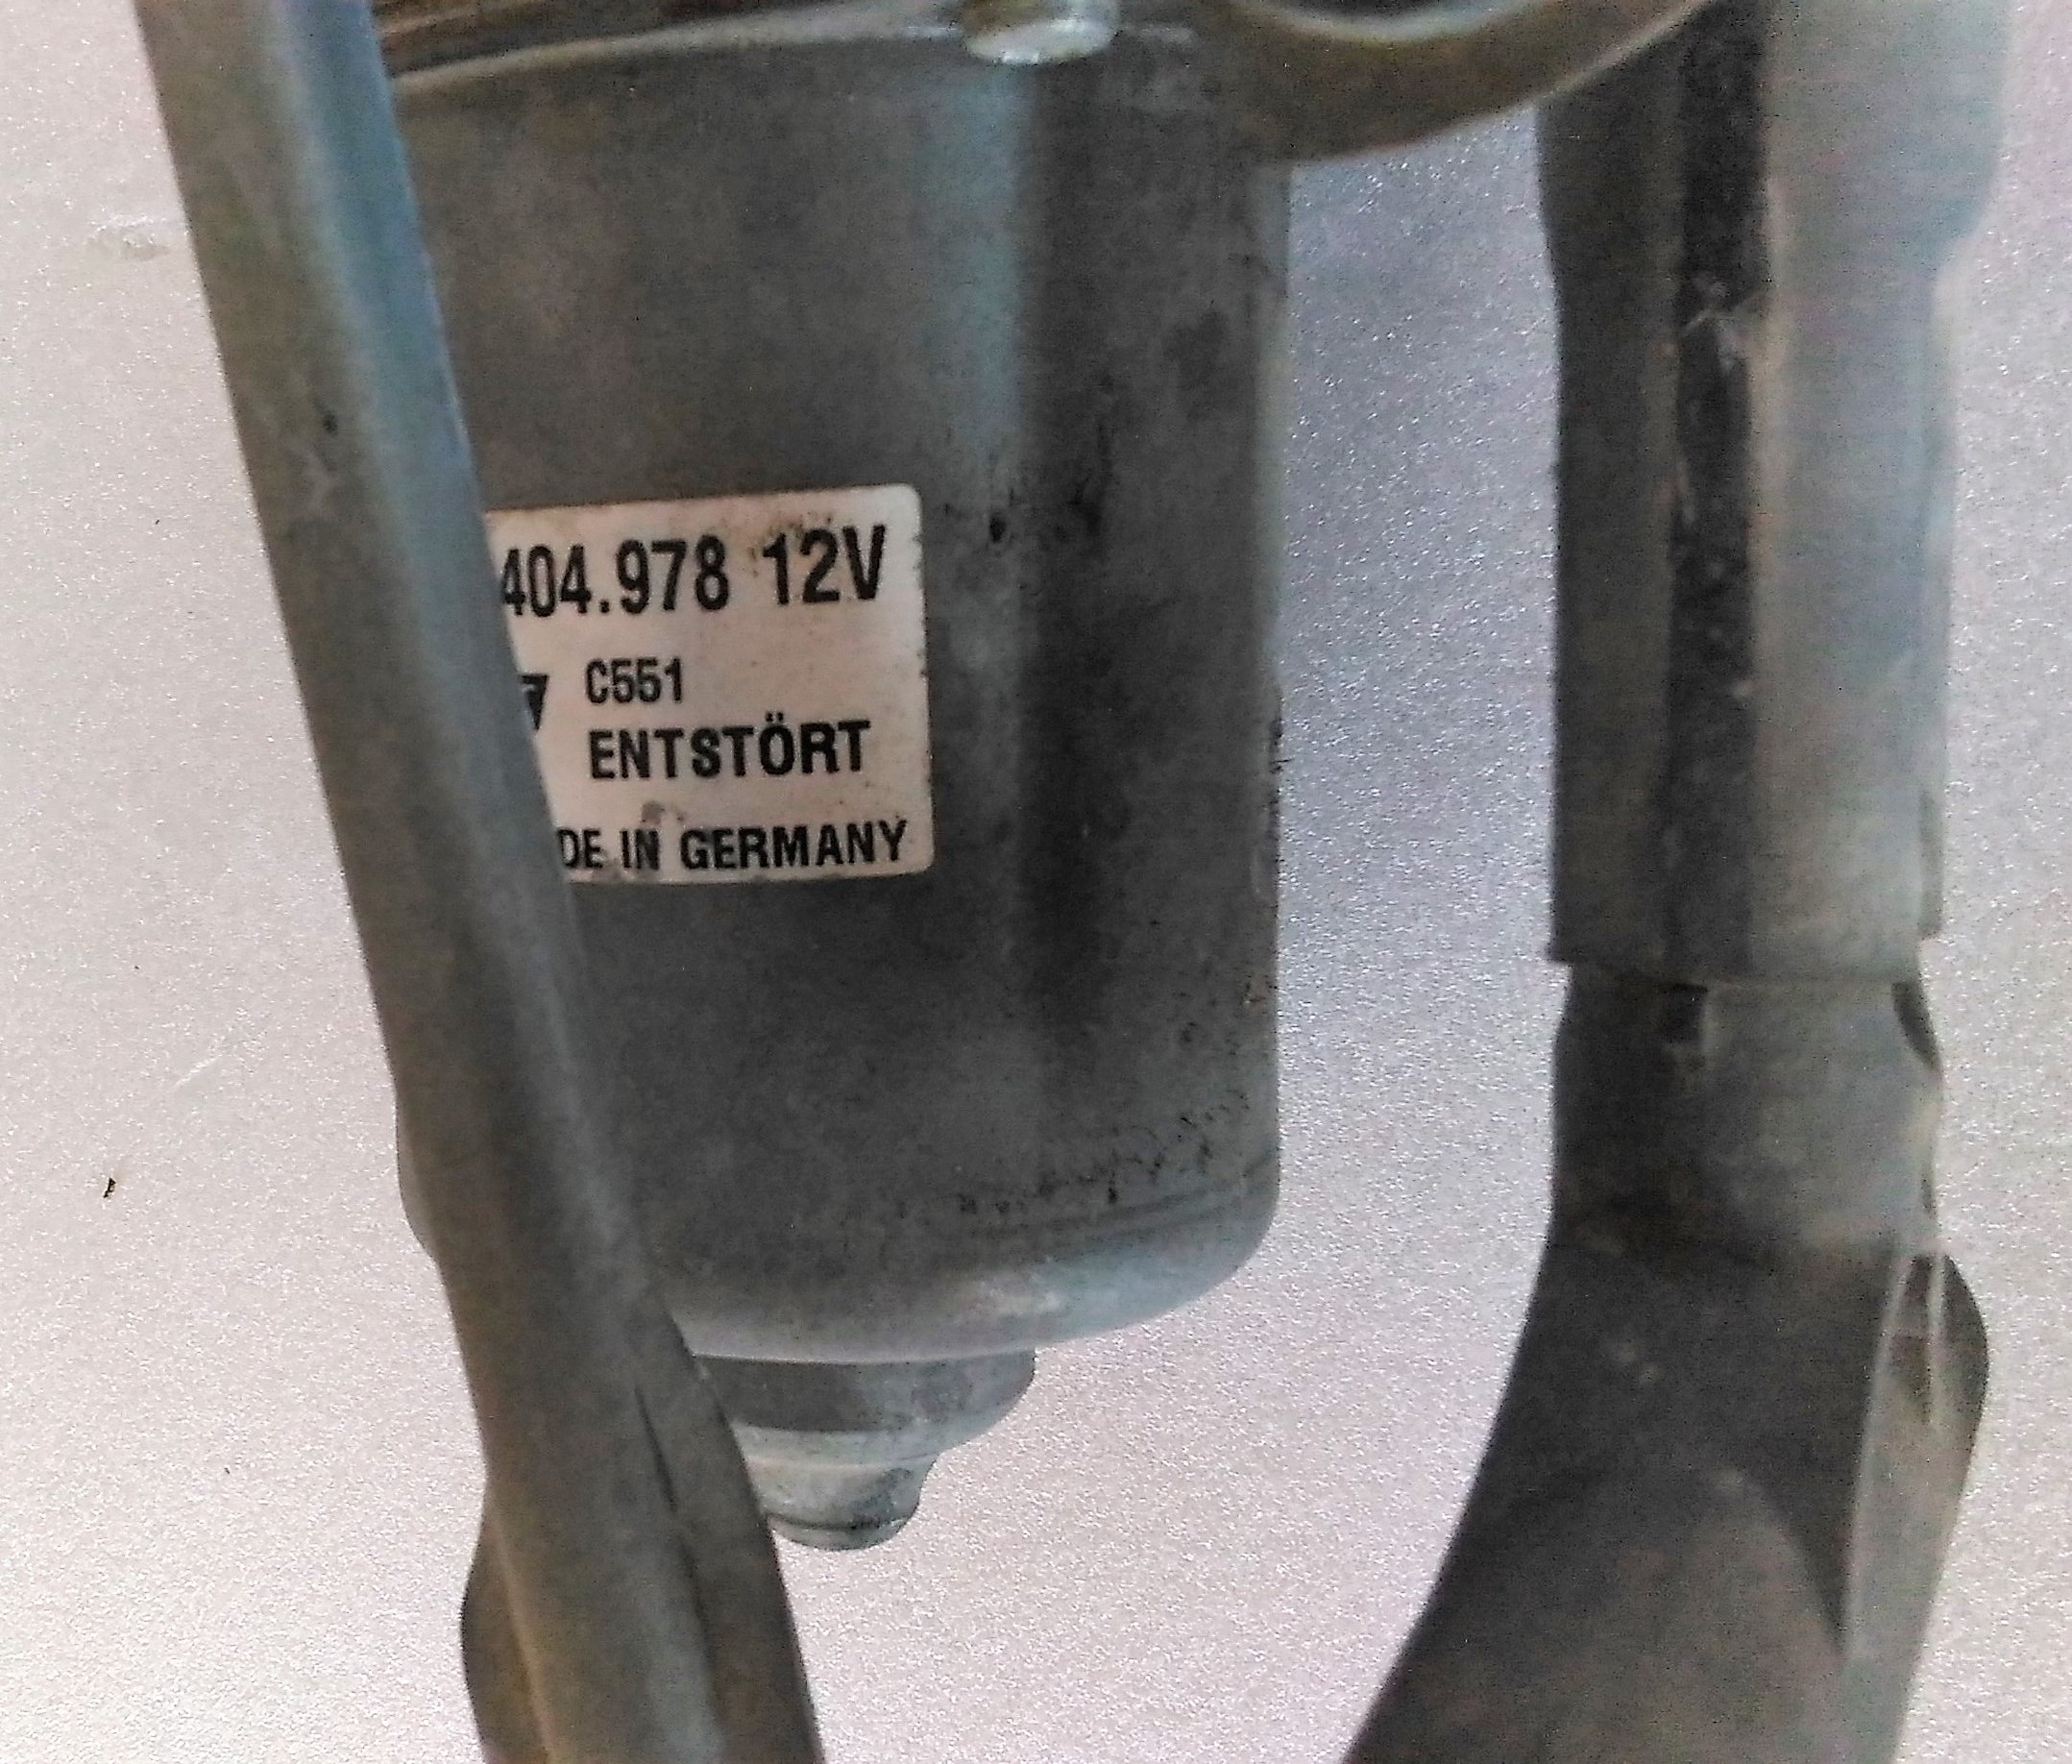 404.978 12V
C551
ENTSTÖRT
DE IN GERMANY